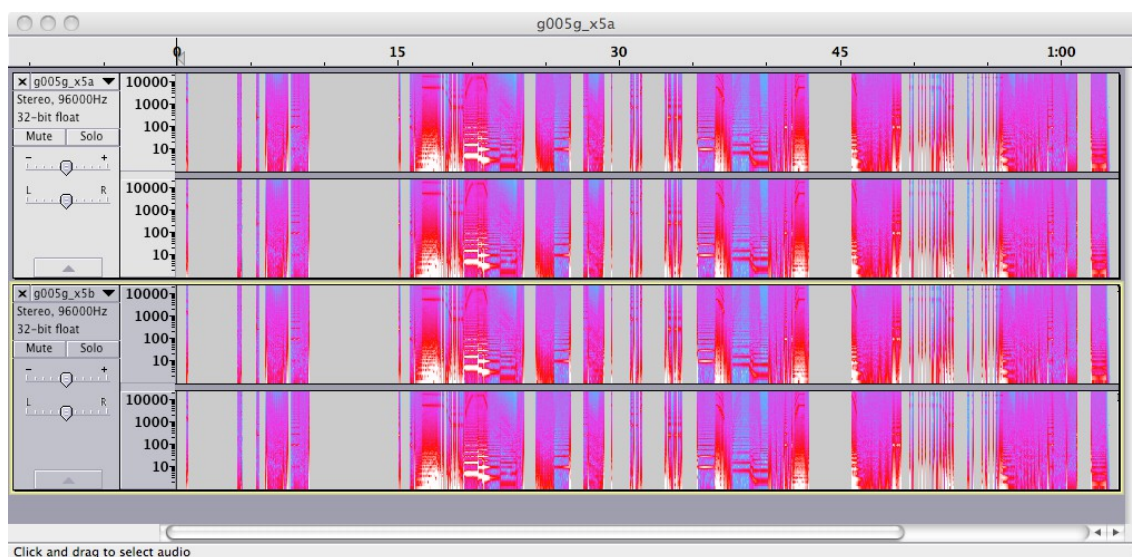 g005g_x5a
0 15 30 45 1:00
g005g_x5a
Stereo, 96000Hz
32-bit float
Mute Solo
- +
L R
10000
1000
100
10
10000
1000
100
10
g005g_x5b
Stereo, 96000Hz
32-bit float
Mute Solo
- +
L R
10000
1000
100
10
10000
1000
100
10
Click and drag to select audio